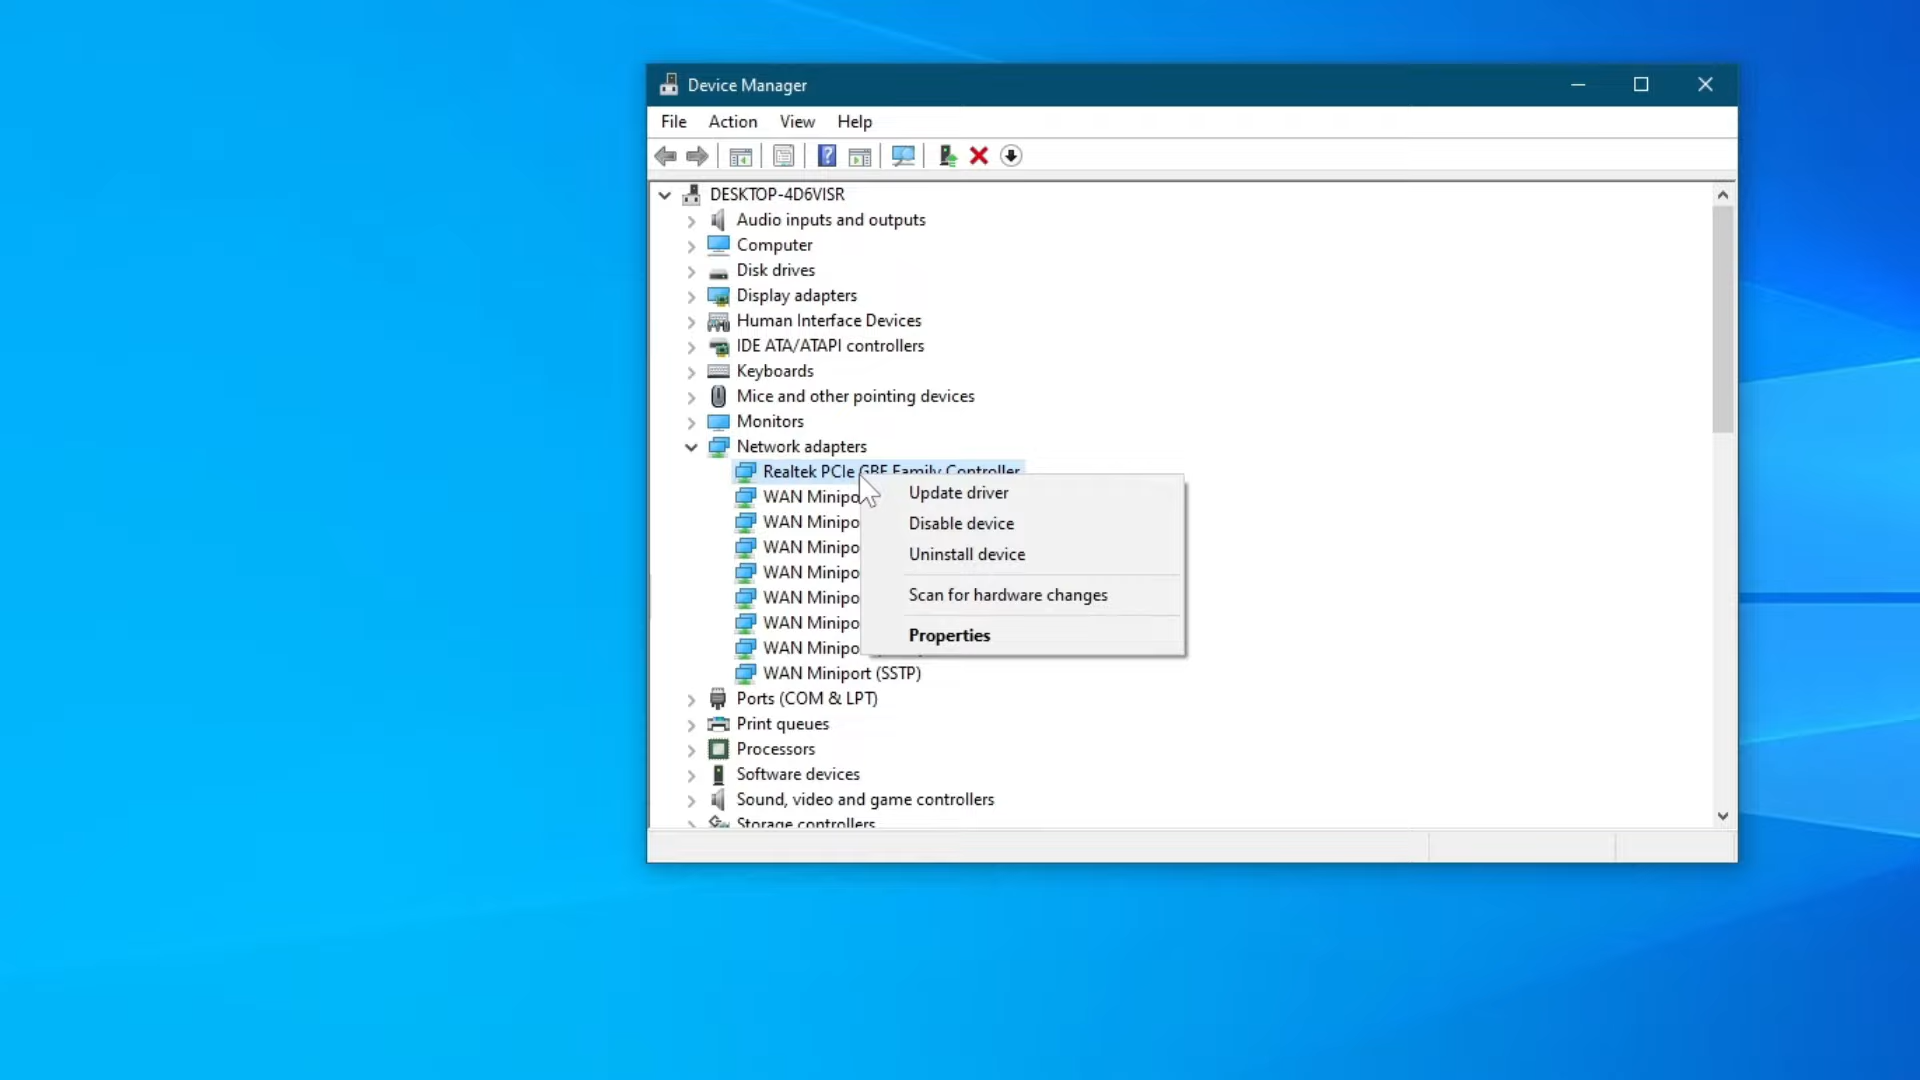 Device Manager
File Action View Help
DESKTOP-4D6VISR
Audio inputs and outputs
Computer
Disk drives
Display adapters
Human Interface Devices
IDE ATA/ATAPI controllers
Keyboards
Mice and other pointing devices
Monitors
Network adapters
Realtek PCIe GBE Family Controller
WAN Minipo
WAN Minipo
WAN Minipo
WAN Minipo
WAN Minipo
WAN Minipo
WAN Minipo
WAN Miniport (SSTP)
Update driver
Disable device
Uninstall device
Scan for hardware changes
Properties
Ports (COM & LPT)
Print queues
Processors
Software devices
Sound, video and game controllers
Storage controllers